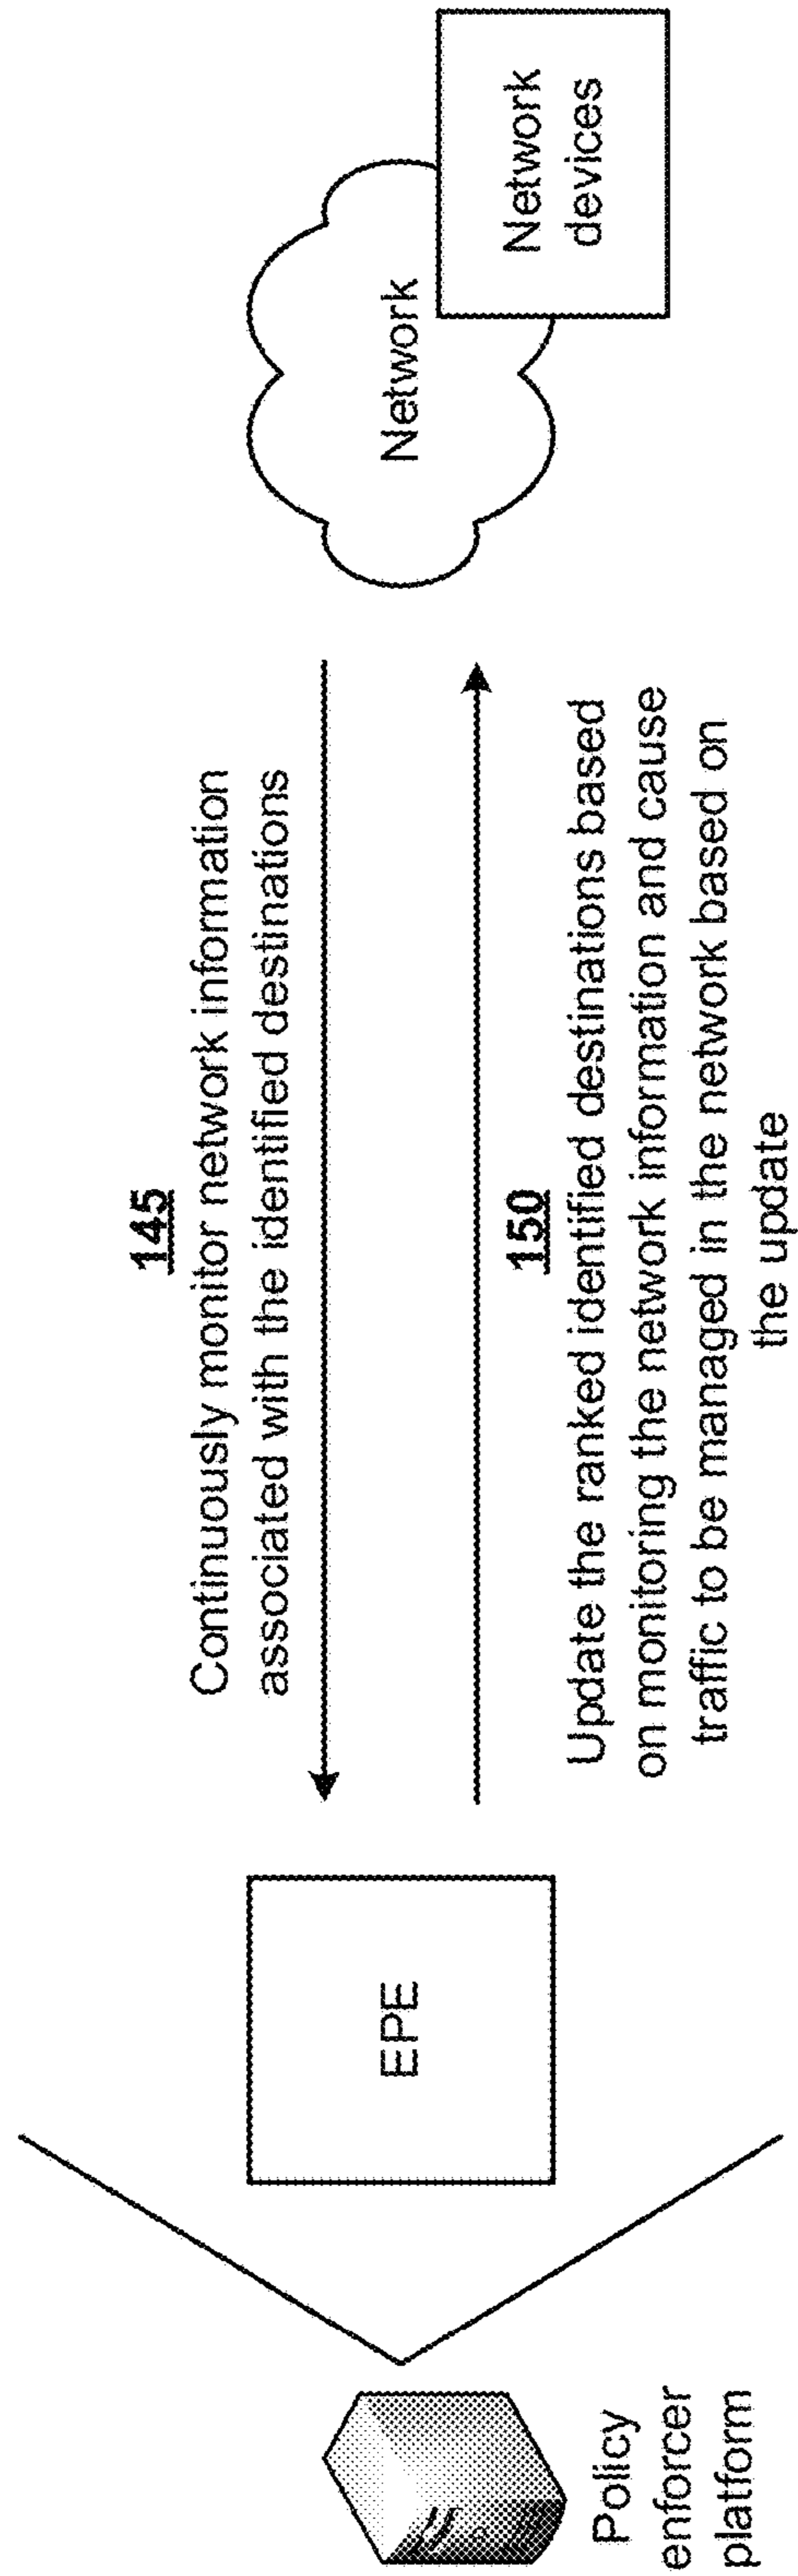 Policy
enforcer
platform
EPE
145
Continuously monitor network information
associated with the identified destinations
150
Update the ranked identified destinations based
on monitoring the network information and cause
traffic to be managed in the network based on
the update
Network
Network
devices